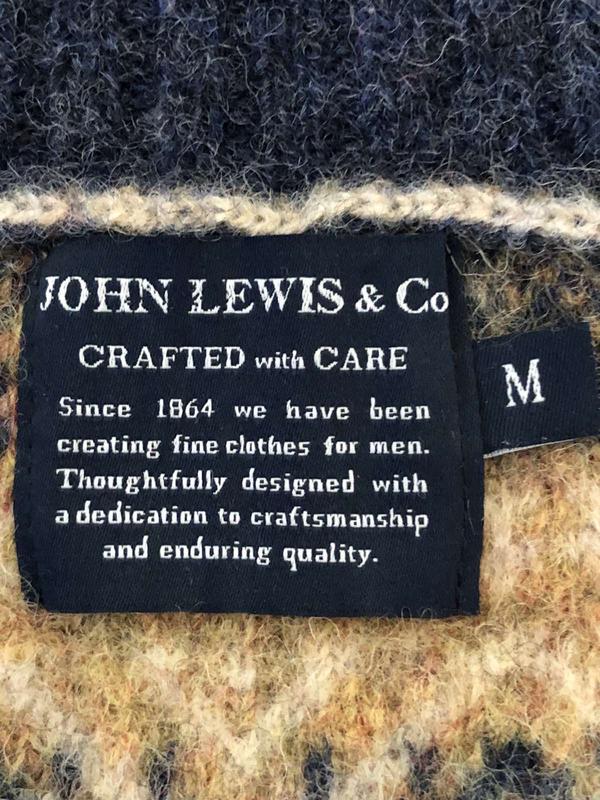 JOHN LEWIS & Co
CRAFTED with CARE
Since 1864 we have been
creating fine clothes for men.
Thoughtfully designed with
a dedication to craftsmanship
and enduring quality.
M